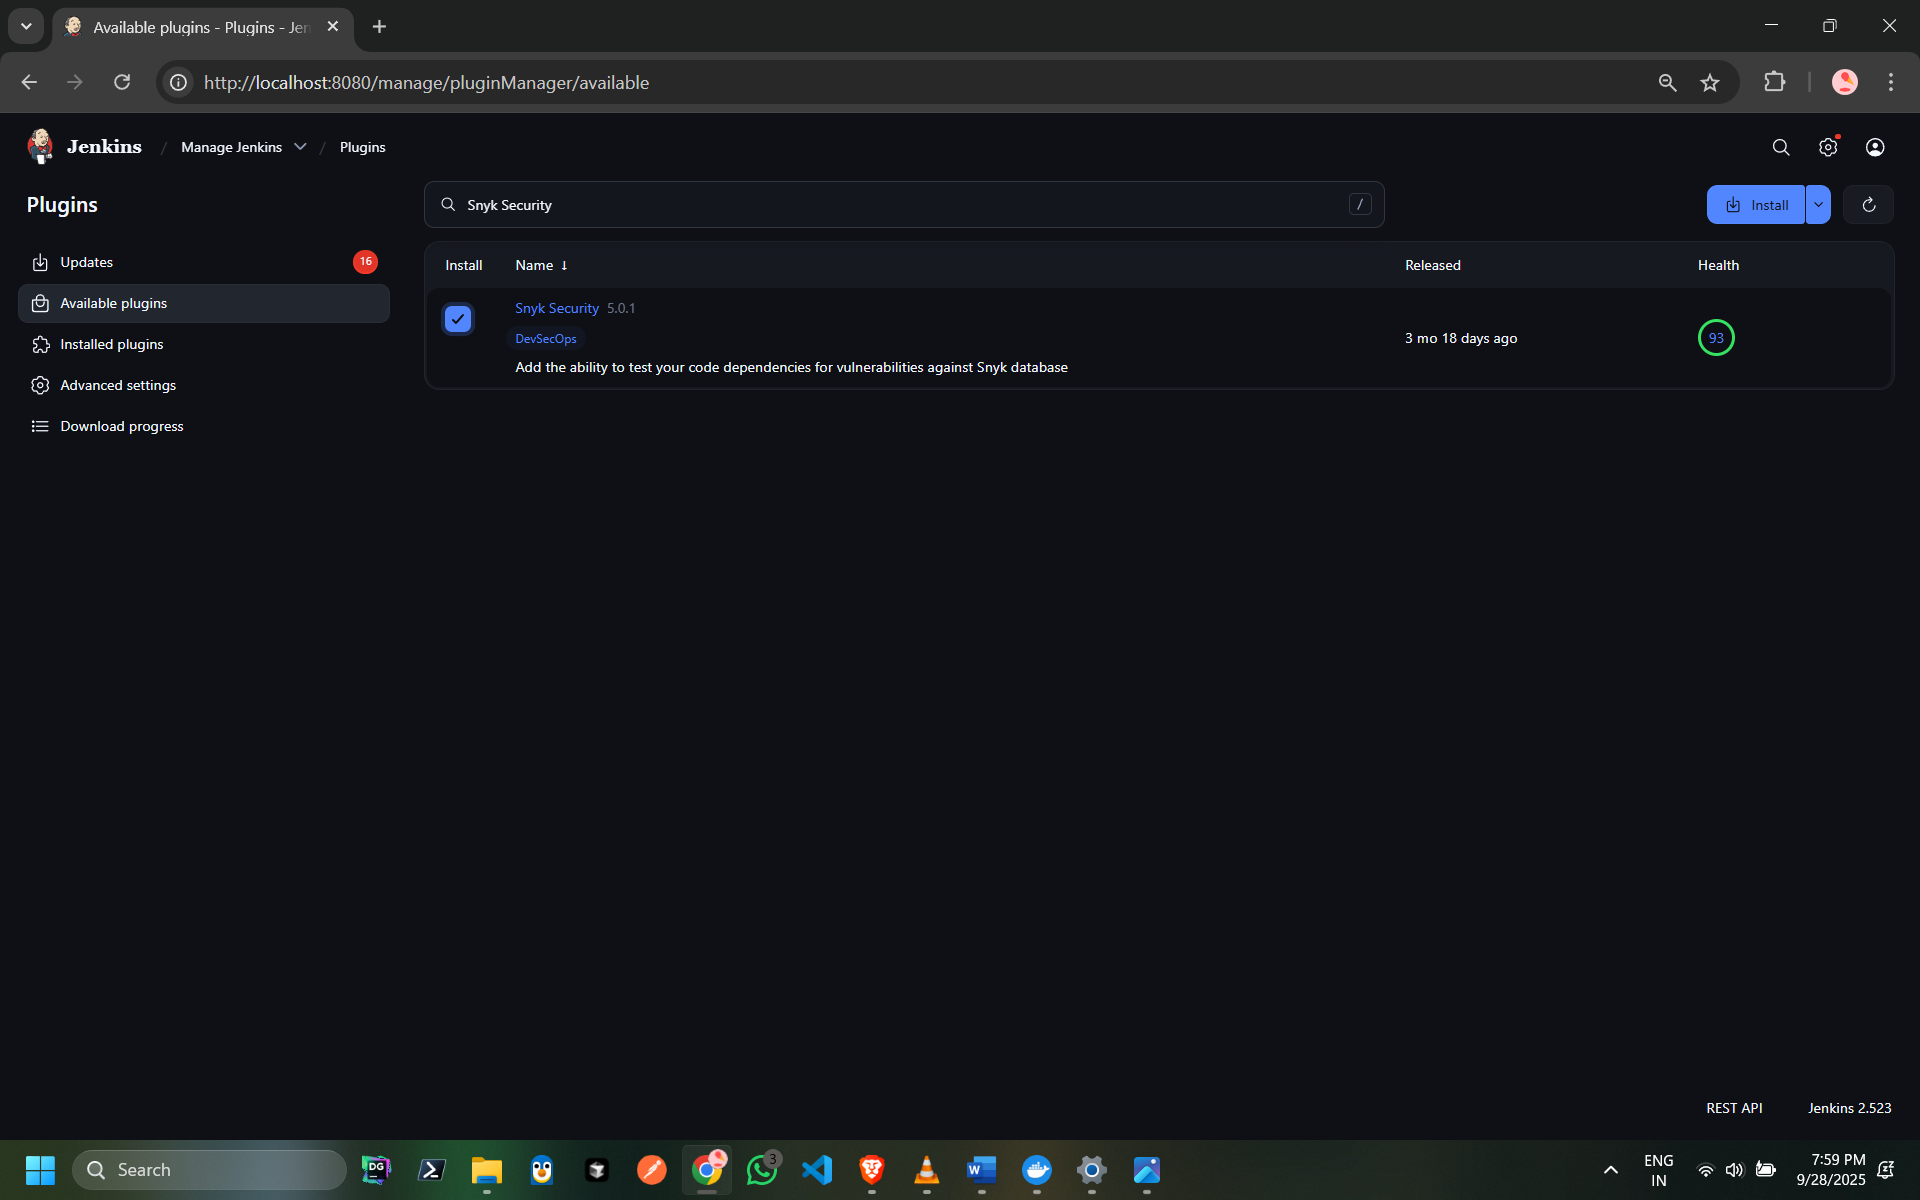 Available plugins - Plugins - Jen
http://localhost:8080/manage/pluginManager/available
Jenkins / Manage Jenkins / Plugins
Plugins
Snyk Security
/
Install
Updates
16
Available plugins
Installed plugins
Advanced settings
Download progress
Install Name ↓ Released Health
Snyk Security 5.0.1
DevSecOps
Add the ability to test your code dependencies for vulnerabilities against Snyk database
3 mo 18 days ago
93
REST API Jenkins 2.523
Search
DG
3
W
ENG
IN
7:59 PM
9/28/2025